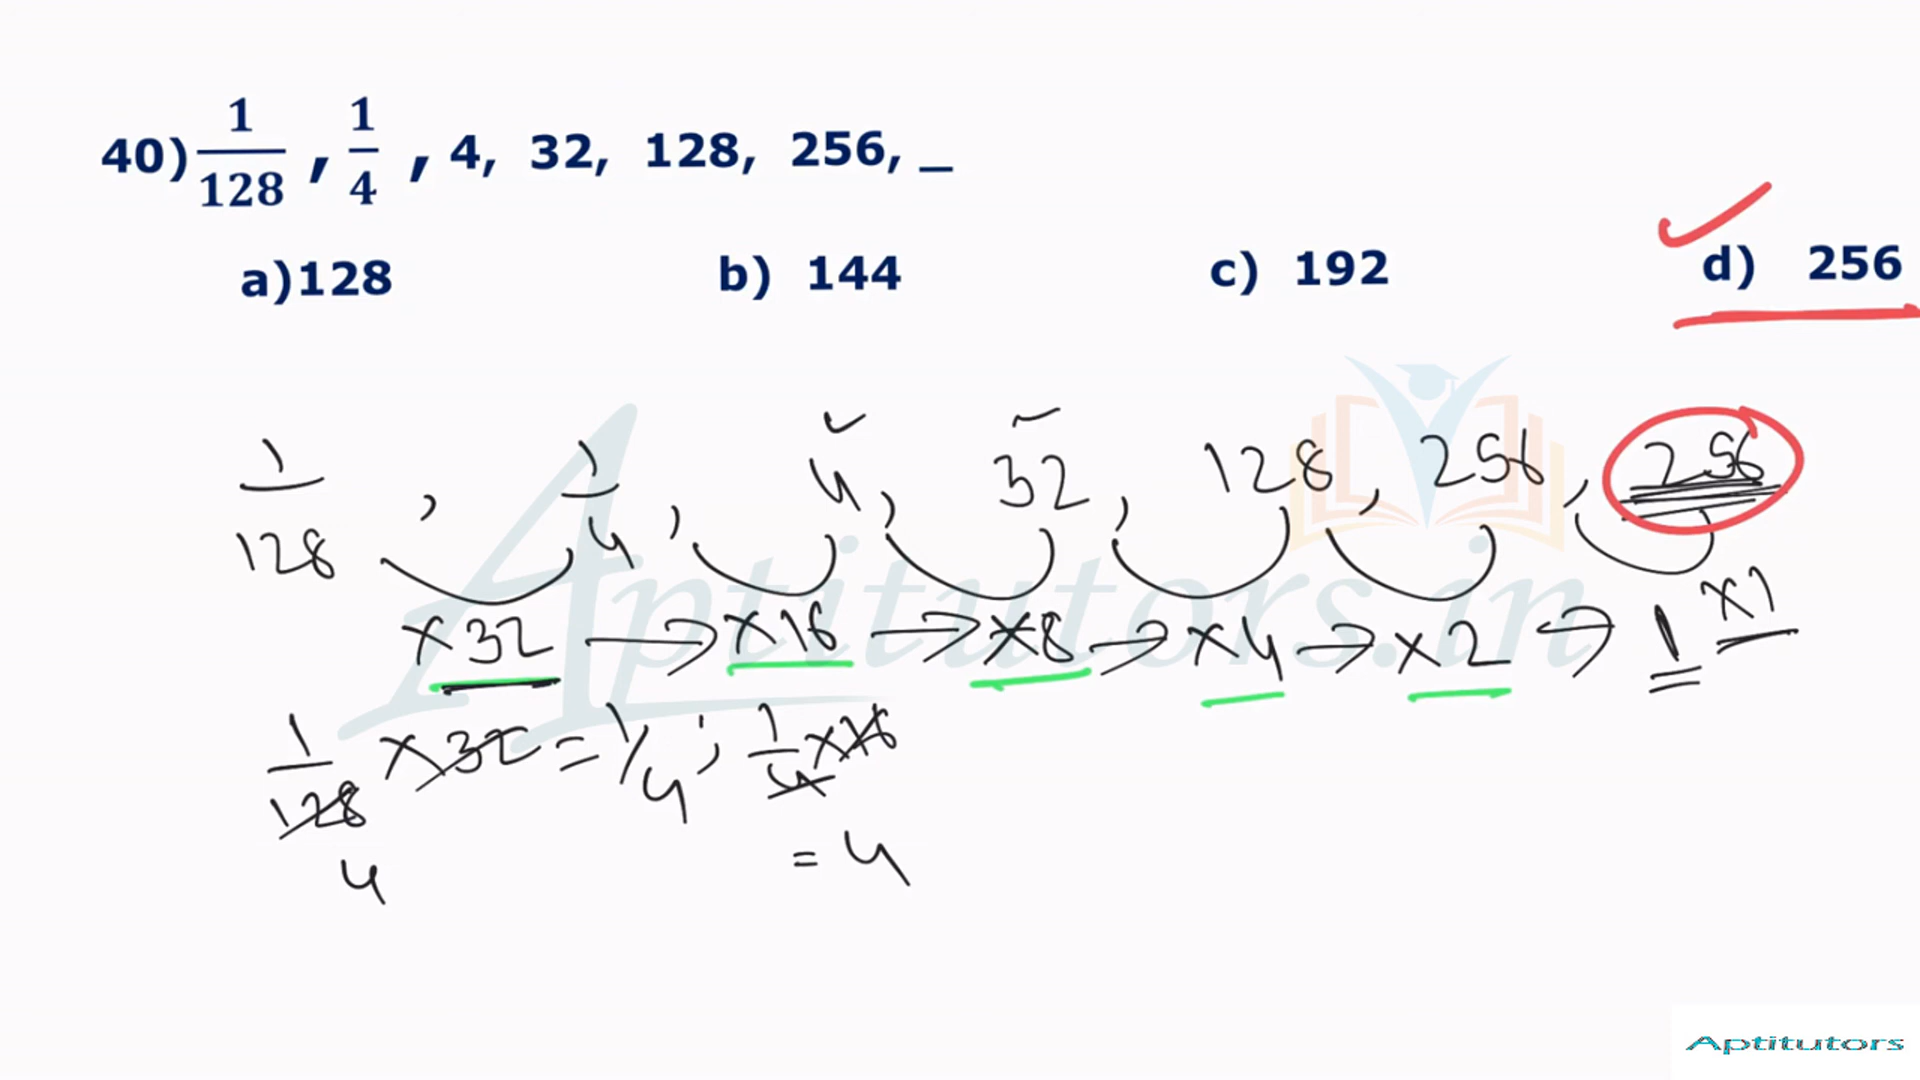 40) 1/128 , 1/4 , 4, 32, 128, 256, _
a)128 b) 144 c) 192 d) 256
1/128 , 1/4 , 4 , 32 , 128 , 256 , 256
×32 → ×16 → ×8 → ×4 → ×2 → 1 ×1
1/128 × 32 = 1/4 ; 1/4 × 16
4 = 4
Aptitutors.in
Aptitutors